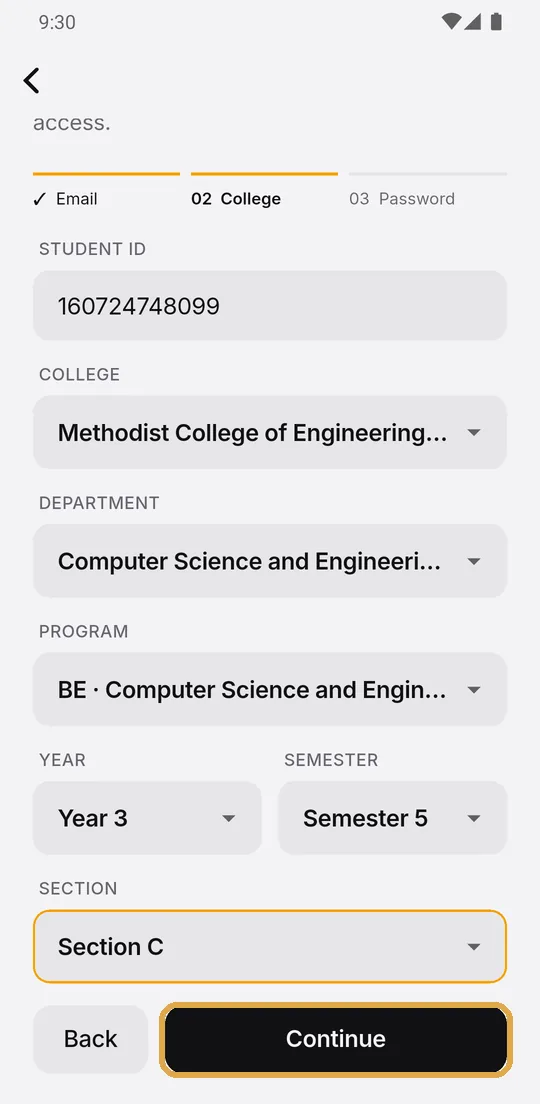 9:30
access.
✓ Email
02 College
03 Password
STUDENT ID
160724748099
COLLEGE
Methodist College of Engineering...
DEPARTMENT
Computer Science and Engineeri...
PROGRAM
BE · Computer Science and Engin...
YEAR
SEMESTER
Year 3
Semester 5
SECTION
Section C
Back
Continue